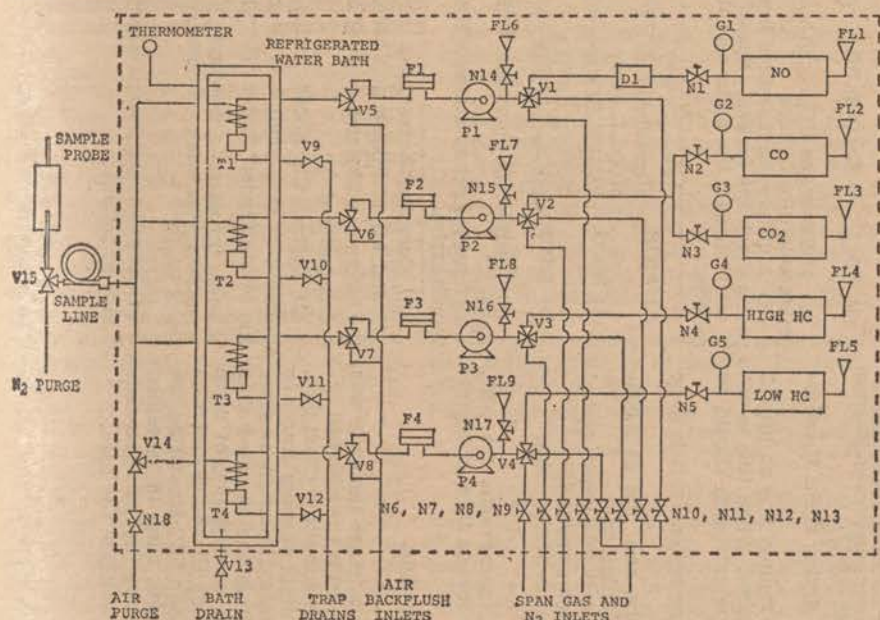 THERMOMETER
REFRIGERATED
WATER BATH
FL6
G1
FL1
F1
N14
V1
D1
N1
NO
V5
P1
G2
FL2
SAMPLE
PROBE
T1
V9
FL7
N2
CO
F2
N15
V2
G3
FL3
V6
P2
N3
CO2
V15
SAMPLE
LINE
T2
V10
FL8
G4
FL4
F3
N16
V3
N4
HIGH HC
V7
P3
G5
FL5
N2 PURGE
T3
V11
FL9
N5
LOW HC
F4
N17
V14
V8
P4
V4
T4
V12
N6, N7, N8, N9
N10, N11, N12, N13
N18
V13
AIR
PURGE
BATH
DRAIN
TRAP
DRAINS
AIR
BACKFLUSH
INLETS
SPAN GAS AND
N2 INLETS